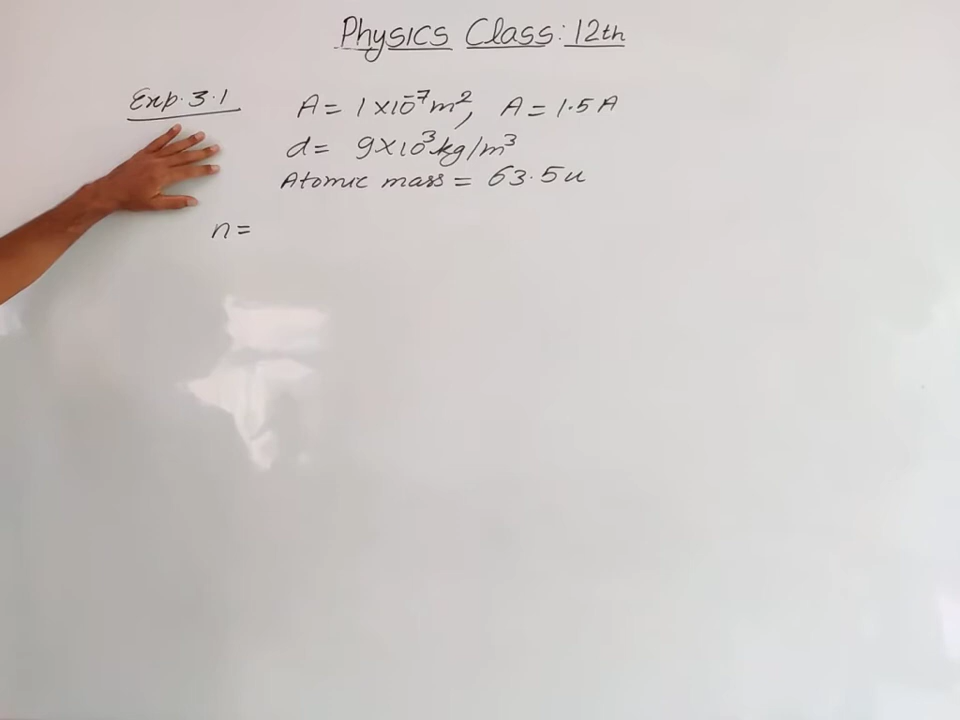 Physics Class: 12th
Exp. 3.1
A = 1 × 10⁻⁷ m², A = 1.5 A
d = 9 × 10³ kg/m³
Atomic mass = 63.5 u
n =